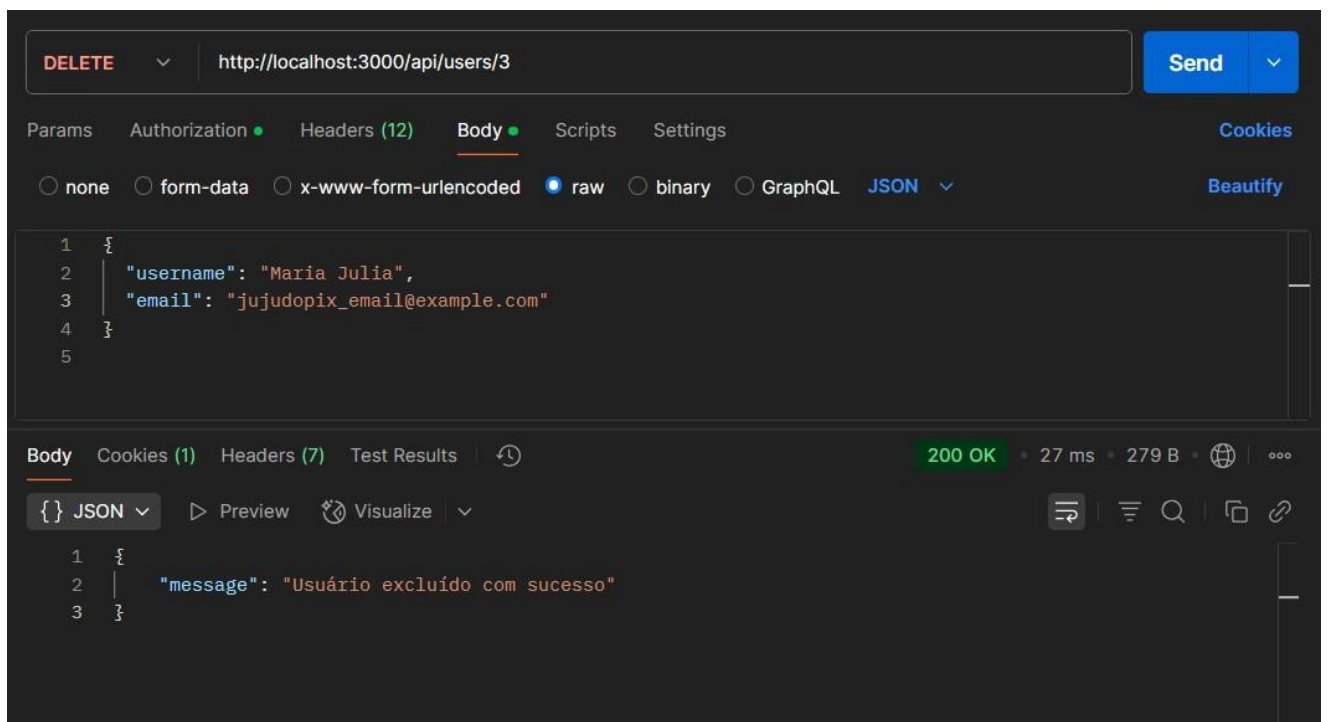 DELETE http://localhost:3000/api/users/3 Send
Params Authorization Headers (12) Body Scripts Settings Cookies
none form-data x-www-form-urlencoded raw binary GraphQL JSON Beautify
1 {
2 "username": "Maria Julia",
3 "email": "jujudopix_email@example.com"
4 }
5
Body Cookies (1) Headers (7) Test Results 200 OK • 27 ms • 279 B •
{} JSON Preview Visualize
1 {
2 "message": "Usuário excluído com sucesso"
3 }